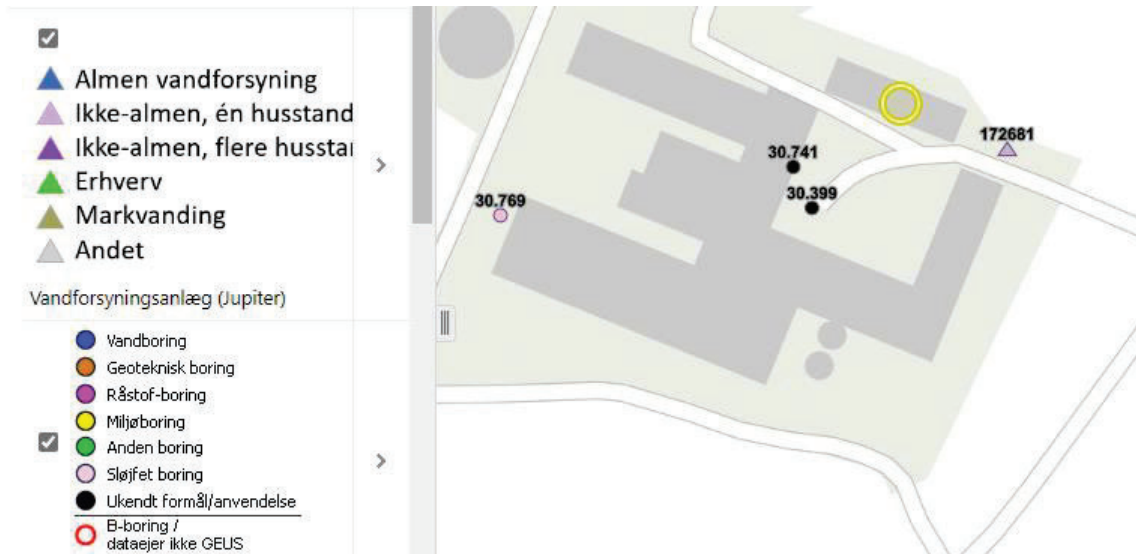 Almen vandforsyning
Ikke-almen, én husstand
Ikke-almen, flere hussta
Erhverv
Markvanding
Andet
Vandforsyningsanlæg (Jupiter)
Vandboring
Geoteknisk boring
Råstof-boring
Miljøboring
Anden boring
Sløjfet boring
Ukendt formål/anvendelse
B-boring /
dataejer ikke GEUS
172681
30.741
30.399
30.769